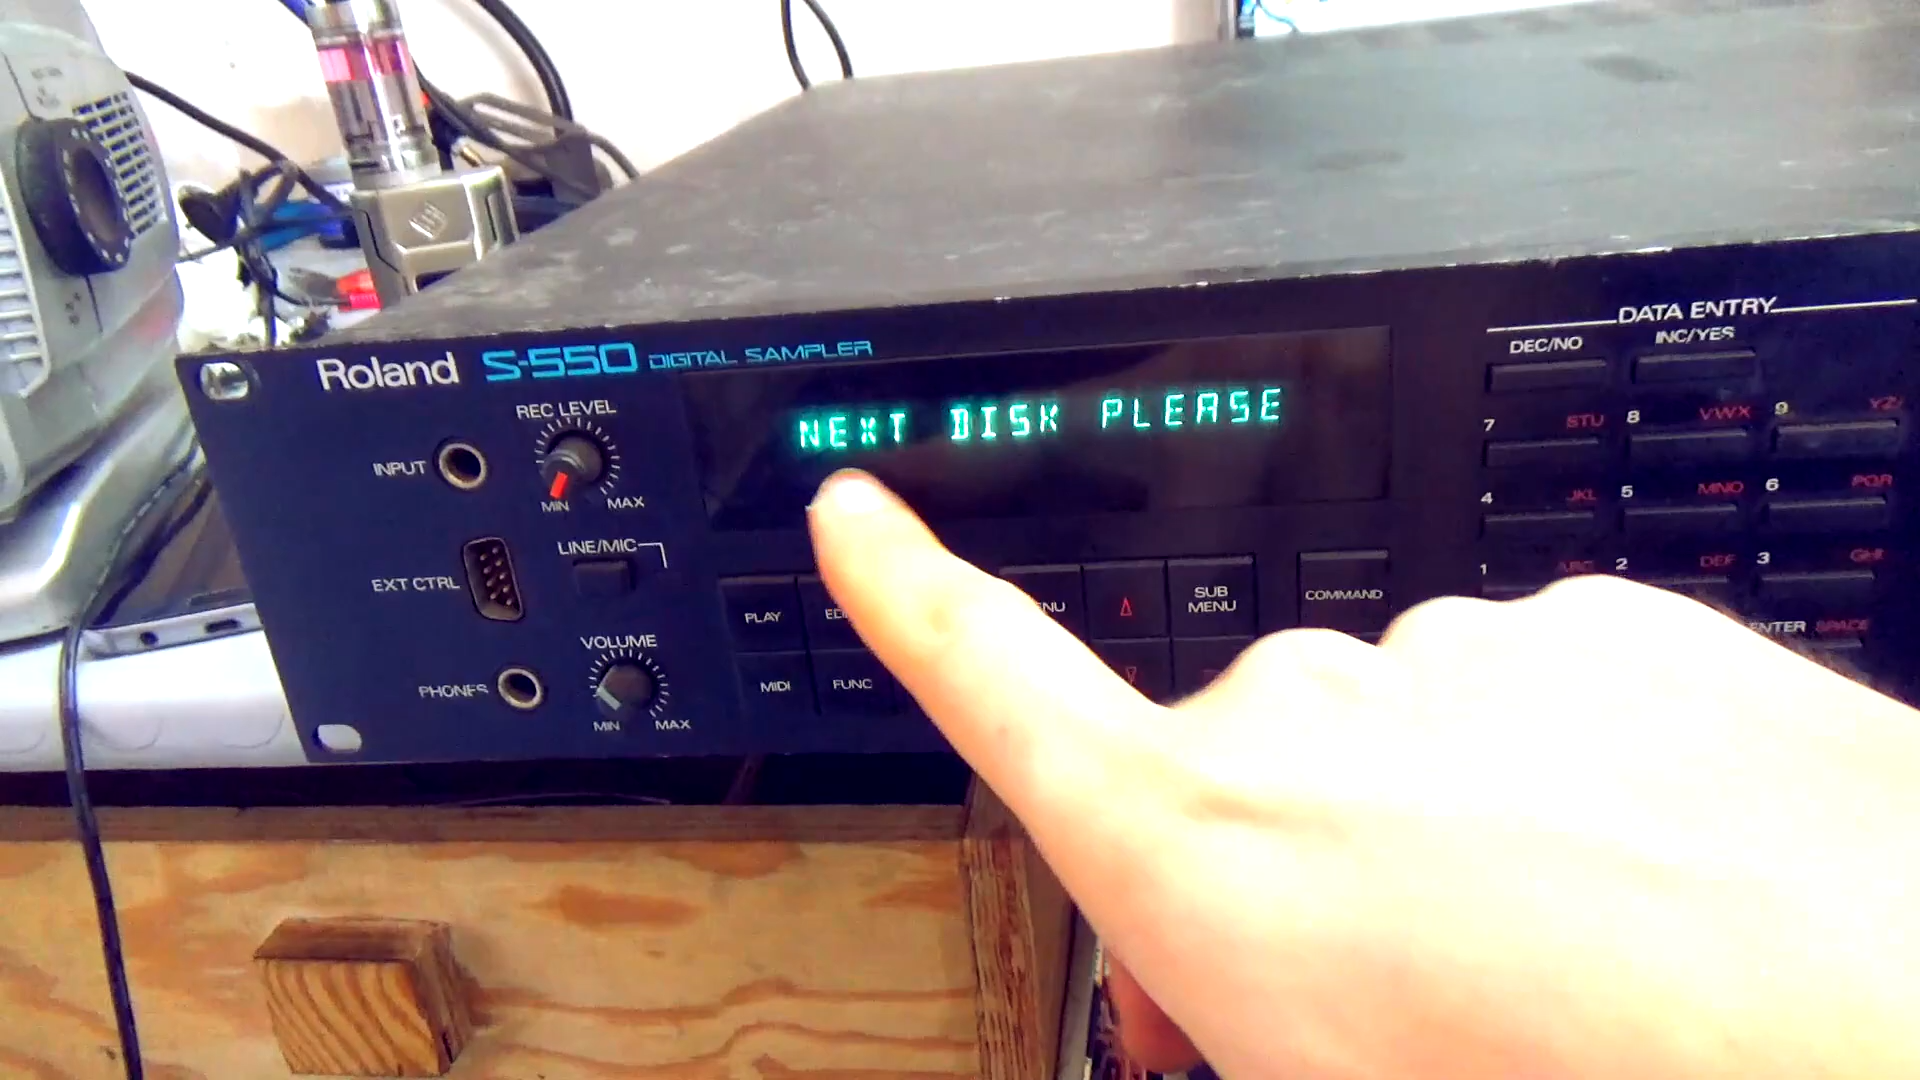 Roland S-550 DIGITAL SAMPLER
NEXT DISK PLEASE
REC LEVEL
INPUT
MIN MAX
LINE/MIC
EXT CTRL
VOLUME
PHONES
MIN MAX
PLAY
MIDI FUNC
SUB MENU
COMMAND
DATA ENTRY
DEC/NO INC/YES
7 STU 8 VWX 9 YZ
4 JKL 5 MNO 6 PQR
1 ABC 2 DEF 3 GHI
ENTER SPACE